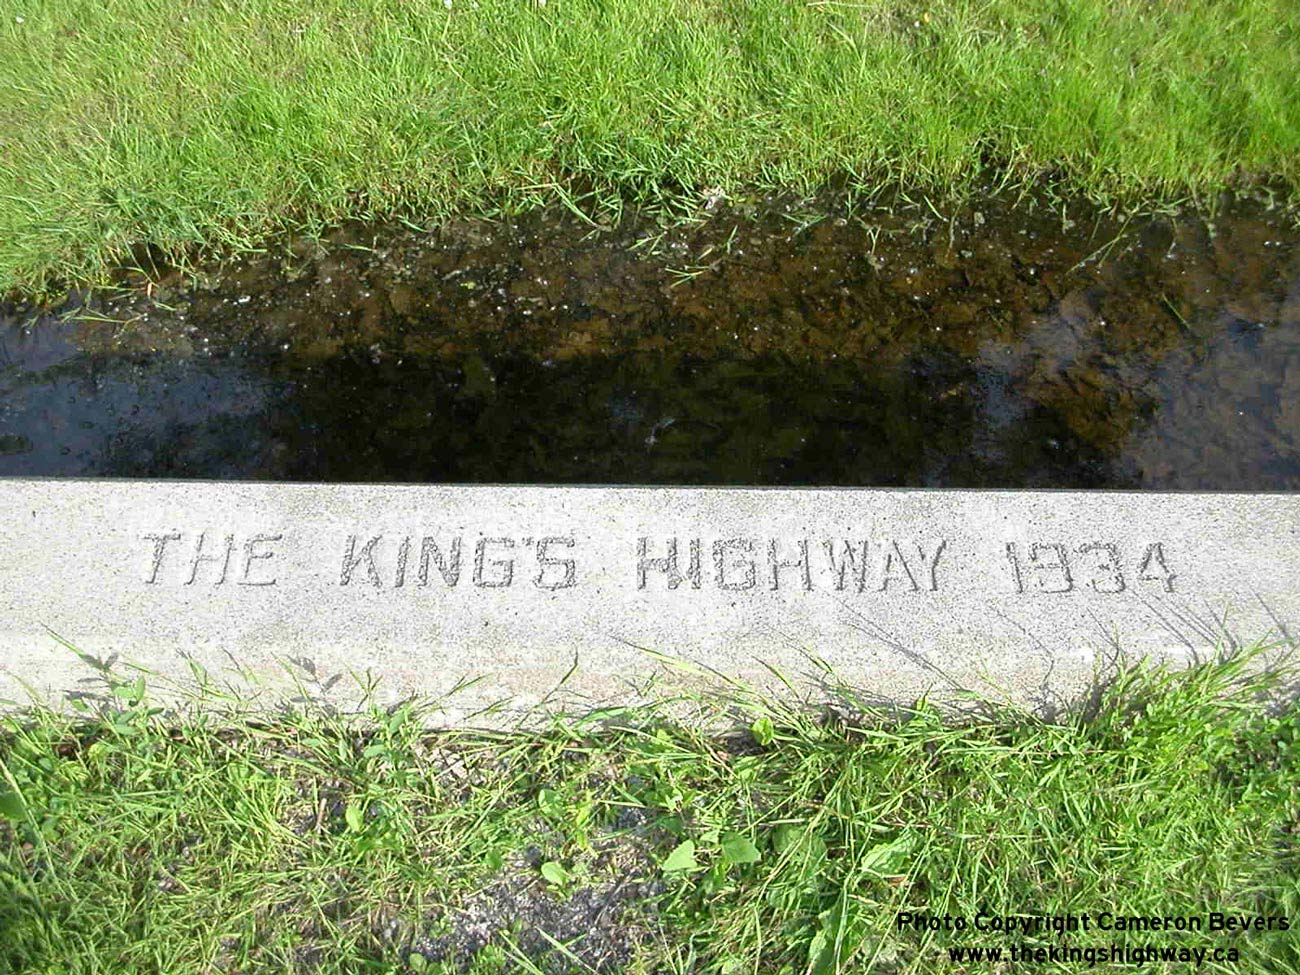 THE KING'S HIGHWAY 1934
Photo Copyright Cameron Bevers
www.thekingshighway.ca